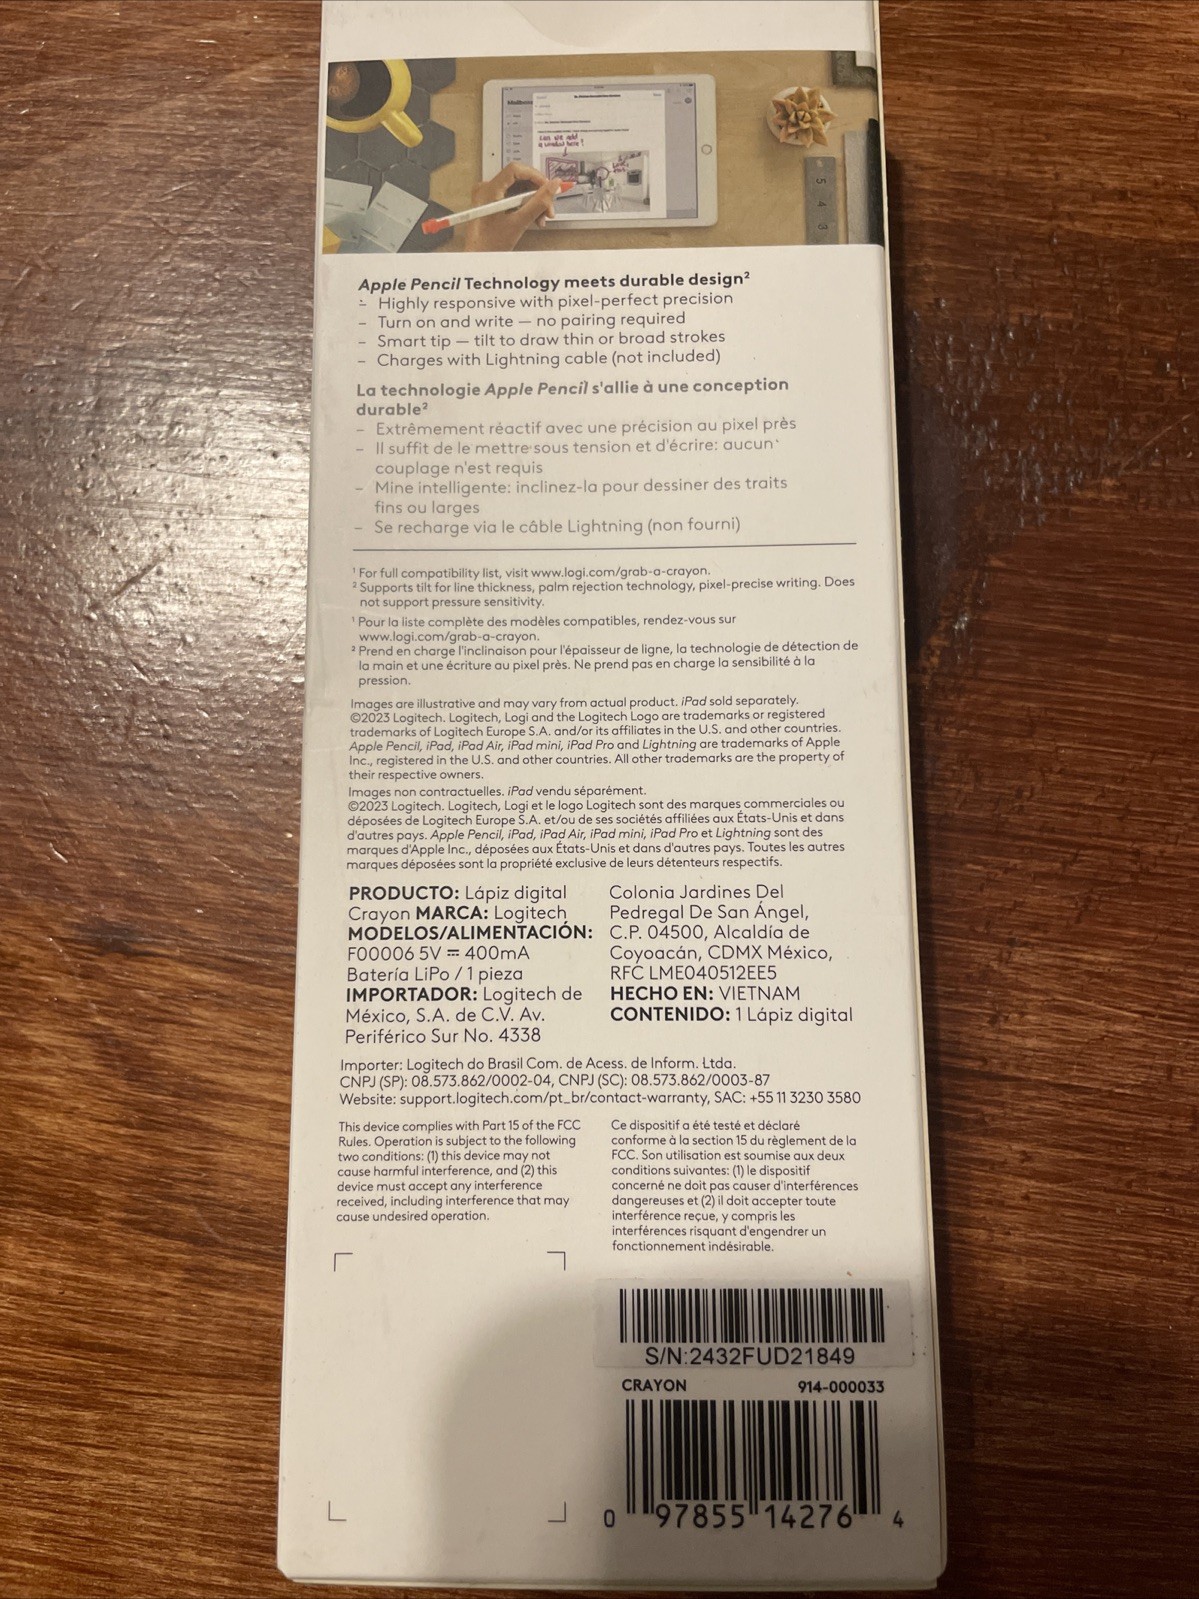 can we add
a window here?
5
4
3
Apple Pencil Technology meets durable design²
– Highly responsive with pixel-perfect precision
– Turn on and write — no pairing required
– Smart tip — tilt to draw thin or broad strokes
– Charges with Lightning cable (not included)
La technologie Apple Pencil s'allie à une conception
durable²
– Extrêmement réactif avec une précision au pixel près
– Il suffit de le mettre sous tension et d'écrire: aucun
couplage n'est requis
– Mine intelligente: inclinez-la pour dessiner des traits
fins ou larges
– Se recharge via le câble Lightning (non fourni)
¹ For full compatibility list, visit www.logi.com/grab-a-crayon.
² Supports tilt for line thickness, palm rejection technology, pixel-precise writing. Does
not support pressure sensitivity.
¹ Pour la liste complète des modèles compatibles, rendez-vous sur
www.logi.com/grab-a-crayon.
² Prend en charge l'inclinaison pour l'épaisseur de ligne, la technologie de détection de
la main et une écriture au pixel près. Ne prend pas en charge la sensibilité à la
pression.
Images are illustrative and may vary from actual product. iPad sold separately.
©2023 Logitech. Logitech, Logi and the Logitech Logo are trademarks or registered
trademarks of Logitech Europe S.A. and/or its affiliates in the U.S. and other countries.
Apple Pencil, iPad, iPad Air, iPad mini, iPad Pro and Lightning are trademarks of Apple
Inc., registered in the U.S. and other countries. All other trademarks are the property of
their respective owners.
Images non contractuelles. iPad vendu séparément.
©2023 Logitech. Logitech, Logi et le logo Logitech sont des marques commerciales ou
déposées de Logitech Europe S.A. et/ou de ses sociétés affiliées aux États-Unis et dans
d'autres pays. Apple Pencil, iPad, iPad Air, iPad mini, iPad Pro et Lightning sont des
marques d'Apple Inc., déposées aux États-Unis et dans d'autres pays. Toutes les autres
marques déposées sont la propriété exclusive de leurs détenteurs respectifs.
PRODUCTO: Lápiz digital
Crayon MARCA: Logitech
MODELOS/ALIMENTACIÓN:
F00006 5V ⎓ 400mA
Batería LiPo / 1 pieza
IMPORTADOR: Logitech de
México, S.A. de C.V. Av.
Periférico Sur No. 4338
Colonia Jardines Del
Pedregal De San Ángel,
C.P. 04500, Alcaldía de
Coyoacán, CDMX México,
RFC LME040512EE5
HECHO EN: VIETNAM
CONTENIDO: 1 Lápiz digital
Importer: Logitech do Brasil Com. de Acess. de Inform. Ltda.
CNPJ (SP): 08.573.862/0002-04, CNPJ (SC): 08.573.862/0003-87
Website: support.logitech.com/pt_br/contact-warranty, SAC: +55 11 3230 3580
This device complies with Part 15 of the FCC
Rules. Operation is subject to the following
two conditions: (1) this device may not
cause harmful interference, and (2) this
device must accept any interference
received, including interference that may
cause undesired operation.
Ce dispositif a été testé et déclaré
conforme à la section 15 du règlement de la
FCC. Son utilisation est soumise aux deux
conditions suivantes: (1) le dispositif
concerné ne doit pas causer d'interférences
dangereuses et (2) il doit accepter toute
interférence reçue, y compris les
interférences risquant d'engendrer un
fonctionnement indésirable.
S/N:2432FUD21849
CRAYON 914-000033
0 97855 14276 4